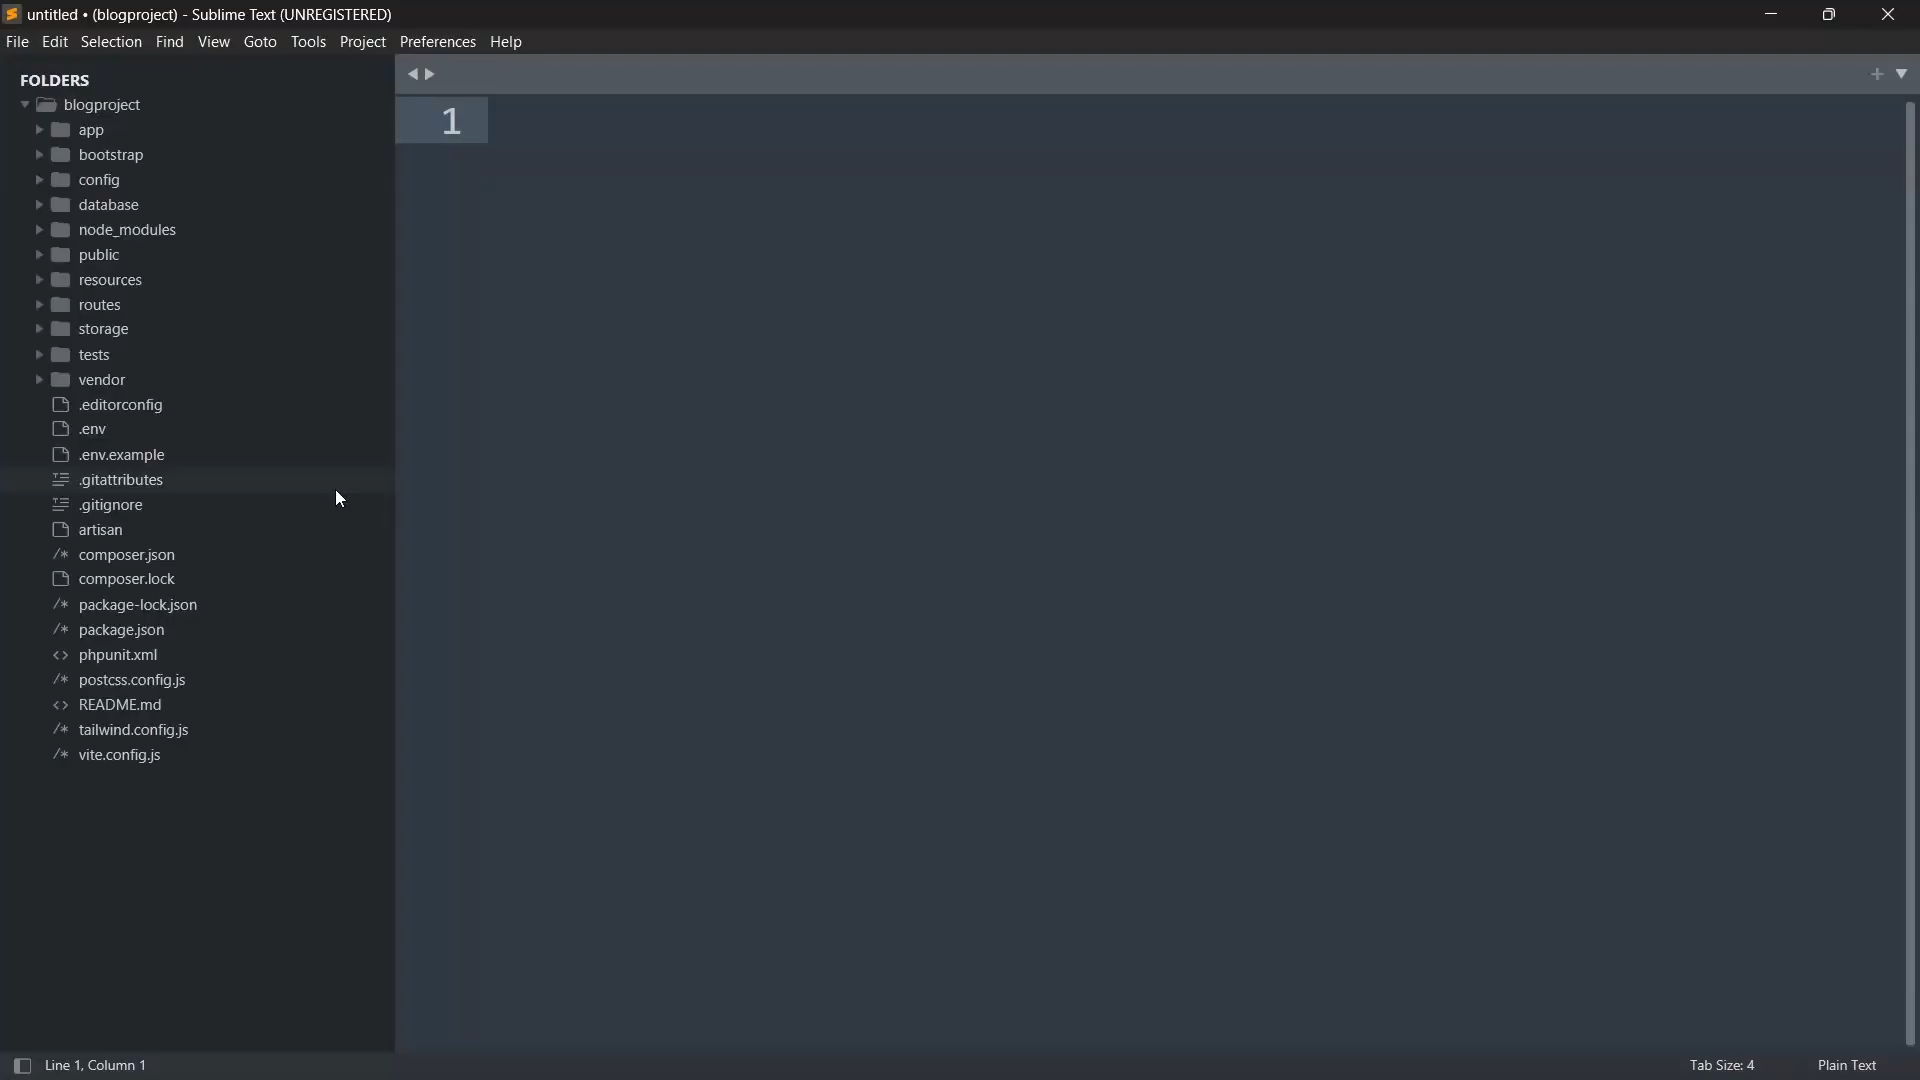 untitled • (blogproject) - Sublime Text (UNREGISTERED)
File Edit Selection Find View Goto Tools Project Preferences Help
FOLDERS
blogproject
app
bootstrap
config
database
node_modules
public
resources
routes
storage
tests
vendor
.editorconfig
.env
.env.example
.gitattributes
.gitignore
artisan
/* composer.json
composer.lock
/* package-lock.json
/* package.json
<> phpunit.xml
/* postcss.config.js
<> README.md
/* tailwind.config.js
/* vite.config.js
1
Line 1, Column 1
Tab Size: 4
Plain Text